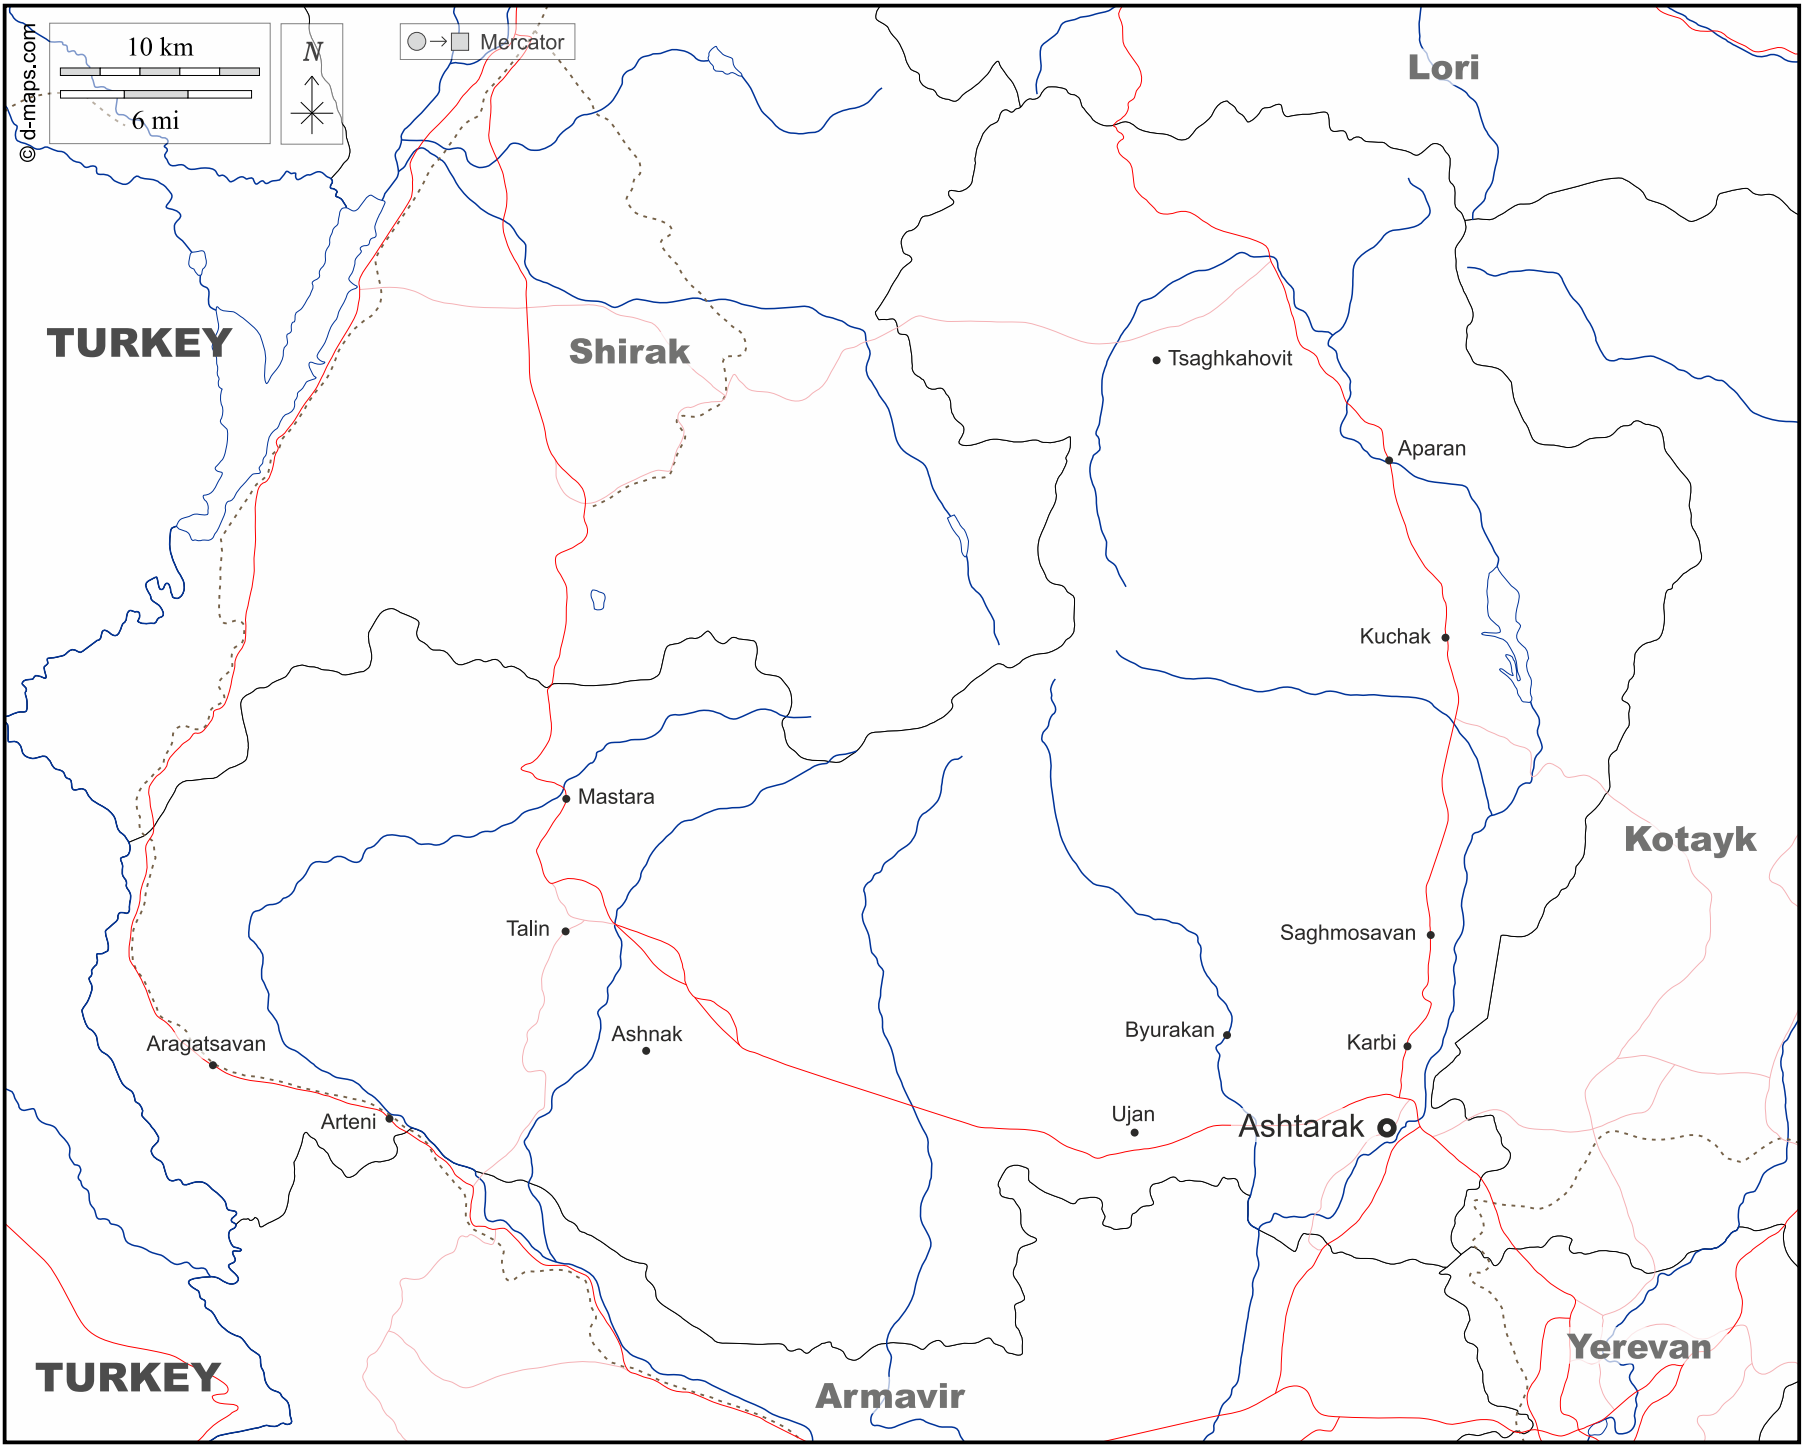 © d-maps.com
10 km
6 mi
N
Mercator
Lori
TURKEY
Shirak
Tsaghkahovit
Aparan
Kuchak
Mastara
Kotayk
Talin
Saghmosavan
Ashnak
Byurakan
Karbi
Aragatsavan
Arteni
Ujan
Ashtarak
Yerevan
TURKEY
Armavir